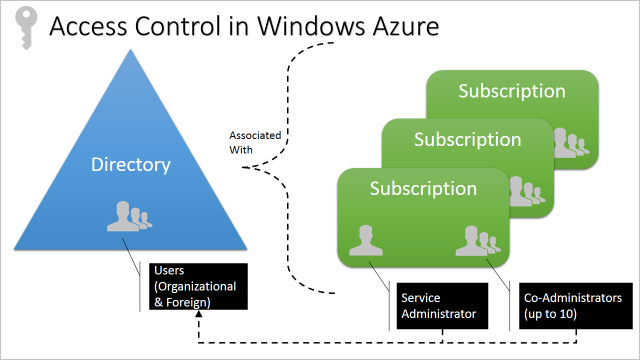 Access Control in Windows Azure
Directory
Associated
With
Subscription
Subscription
Subscription
Users
(Organizational
& Foreign)
Service
Administrator
Co-Administrators
(up to 10)